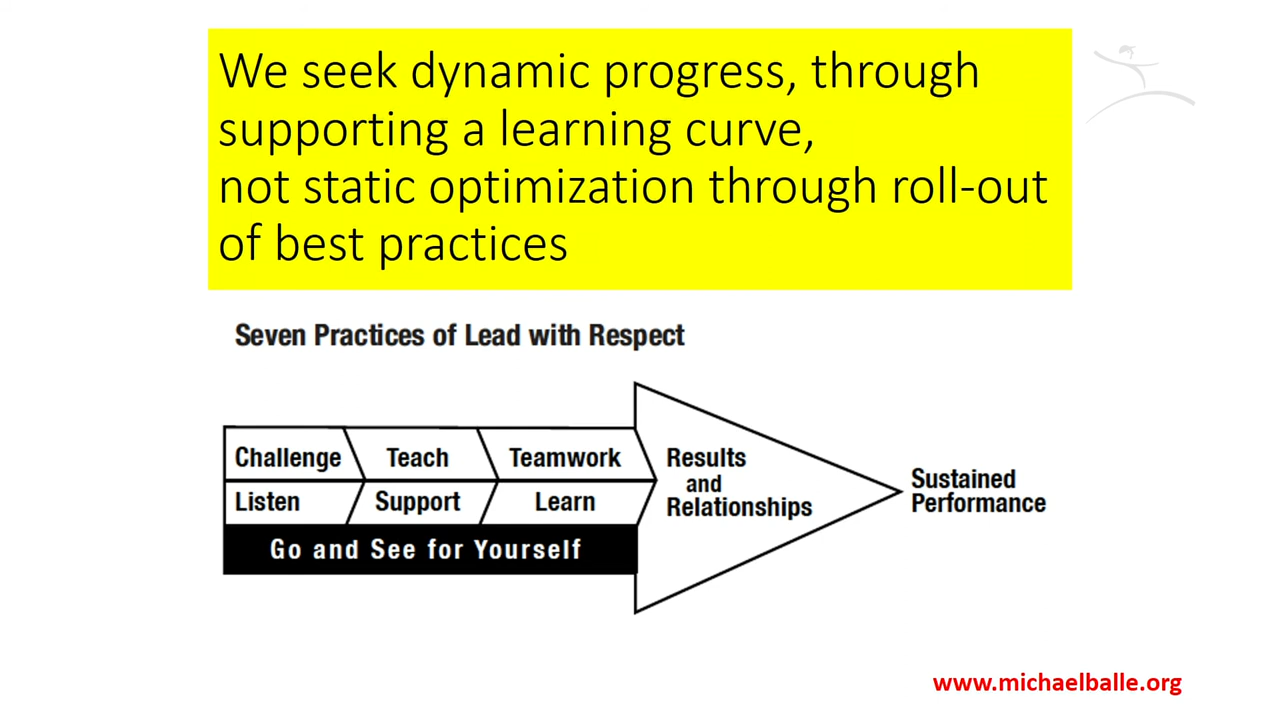 We seek dynamic progress, through
supporting a learning curve,
not static optimization through roll-out
of best practices
Seven Practices of Lead with Respect
Challenge Teach Teamwork
Listen Support Learn
Go and See for Yourself
Results
and
Relationships
Sustained
Performance
www.michaelballe.org